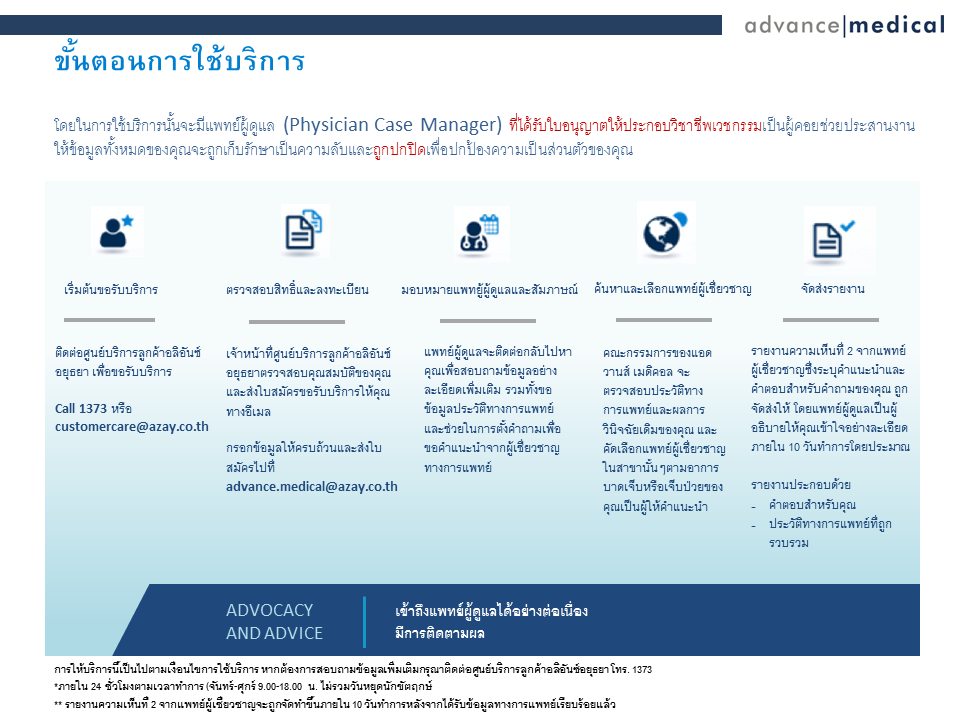 advance|medical
ขั้นตอนการใช้บริการ
โดยในการใช้บริการนั้นจะมีแพทย์ผู้ดูแล (Physician Case Manager) ที่ได้รับใบอนุญาตให้ประกอบวิชาชีพเวชกรรมเป็นผู้คอยช่วยประสานงาน
ให้ข้อมูลทั้งหมดของคุณจะถูกเก็บรักษาเป็นความลับและถูกปกปิดเพื่อปกป้องความเป็นส่วนตัวของคุณ
เริ่มต้นขอรับบริการ
ติดต่อศูนย์บริการลูกค้าอลิอันซ์
อยุธยา เพื่อขอรับบริการ
Call 1373 หรือ
customercare@azay.co.th
ตรวจสอบสิทธิ์และลงทะเบียน
เจ้าหน้าที่ศูนย์บริการลูกค้าอลิอันซ์
อยุธยาตรวจสอบคุณสมบัติของคุณ
และส่งใบสมัครขอรับบริการให้คุณ
ทางอีเมล
กรอกข้อมูลให้ครบถ้วนและส่งใบ
สมัครไปที่
advance.medical@azay.co.th
มอบหมายแพทย์ผู้ดูแลและสัมภาษณ์
แพทย์ผู้ดูแลจะติดต่อกลับไปหา
คุณเพื่อสอบถามข้อมูลอย่าง
ละเอียดเพิ่มเติม รวมทั้งขอ
ข้อมูลประวัติทางการแพทย์
และช่วยในการตั้งคำถามเพื่อ
ขอคำแนะนำจากผู้เชี่ยวชาญ
ทางการแพทย์
ค้นหาและเลือกแพทย์ผู้เชี่ยวชาญ
คณะกรรมการของแอด
วานส์ เมดิคอล จะ
ตรวจสอบประวัติทาง
การแพทย์และผลการ
วินิจฉัยเดิมของคุณ และ
คัดเลือกแพทย์ผู้เชี่ยวชาญ
ในสาขานั้น ๆตามอาการ
บาดเจ็บหรือเจ็บป่วยของ
คุณเป็นผู้ให้คำแนะนำ
จัดส่งรายงาน
รายงานความเห็นที่ 2 จากแพทย์
ผู้เชี่ยวชาญซึ่งระบุคำแนะนำและ
คำตอบสำหรับคำถามของคุณ ถูก
จัดส่งให้ โดยแพทย์ผู้ดูแลเป็นผู้
อธิบายให้คุณเข้าใจอย่างละเอียด
ภายใน 10 วันทำการโดยประมาณ
รายงานประกอบด้วย
- คำตอบสำหรับคุณ
- ประวัติทางการแพทย์ที่ถูก
รวบรวม
ADVOCACY
AND ADVICE
เข้าถึงแพทย์ผู้ดูแลได้อย่างต่อเนื่อง
มีการติดตามผล
การให้บริการนี้เป็นไปตามเงื่อนไขการใช้บริการ หากต้องการสอบถามข้อมูลเพิ่มเติมกรุณาติดต่อศูนย์บริการลูกค้าอลิอันซ์อยุธยา โทร. 1373
*ภายใน 24 ชั่วโมงตามเวลาทำการ (จันทร์-ศุกร์ 9.00-18.00 น. ไม่รวมวันหยุดนักขัตฤกษ์
** รายงานความเห็นที่ 2 จากแพทย์ผู้เชี่ยวชาญจะถูกจัดทำขึ้นภายใน 10 วันทำการหลังจากได้รับข้อมูลทางการแพทย์เรียบร้อยแล้ว